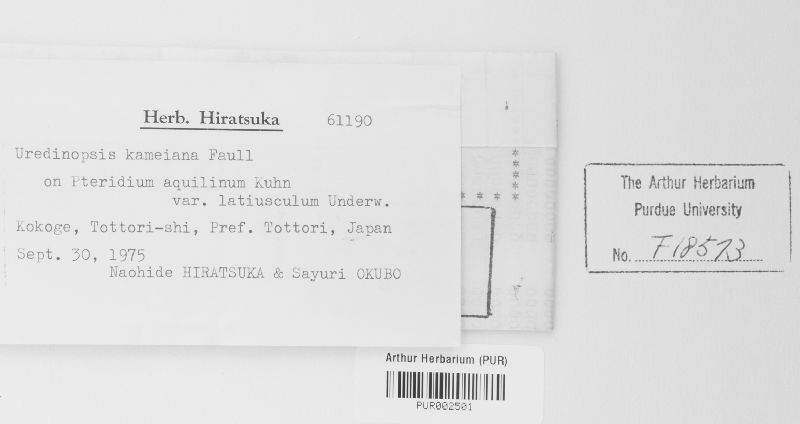 Herb. Hiratsuka 61190
Uredinopsis kameiana Faull
on Pteridium aquilinum Kuhn
var. latiusculum Underw.
Kokoge, Tottori-shi, Pref. Tottori, Japan
Sept. 30, 1975
Naohide HIRATSUKA & Sayuri OKUBO
The Arthur Herbarium
Purdue University
No. F18573
Arthur Herbarium (PUR)
PUR002501